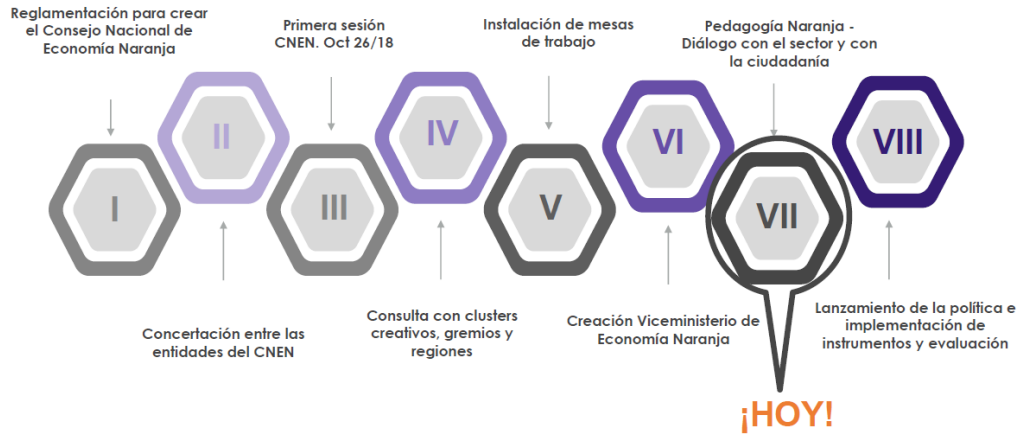 Reglamentación para crear
el Consejo Nacional de
Economía Naranja
Primera sesión
CNEN. Oct 26/18
Instalación de mesas
de trabajo
Pedagogía Naranja -
Diálogo con el sector y con
la ciudadanía
I
II
III
IV
V
VI
VII
VIII
Concertación entre las
entidades del CNEN
Consulta con clusters
creativos, gremios y
regiones
Creación Viceministerio de
Economía Naranja
Lanzamiento de la política e
implementación de
instrumentos y evaluación
¡HOY!